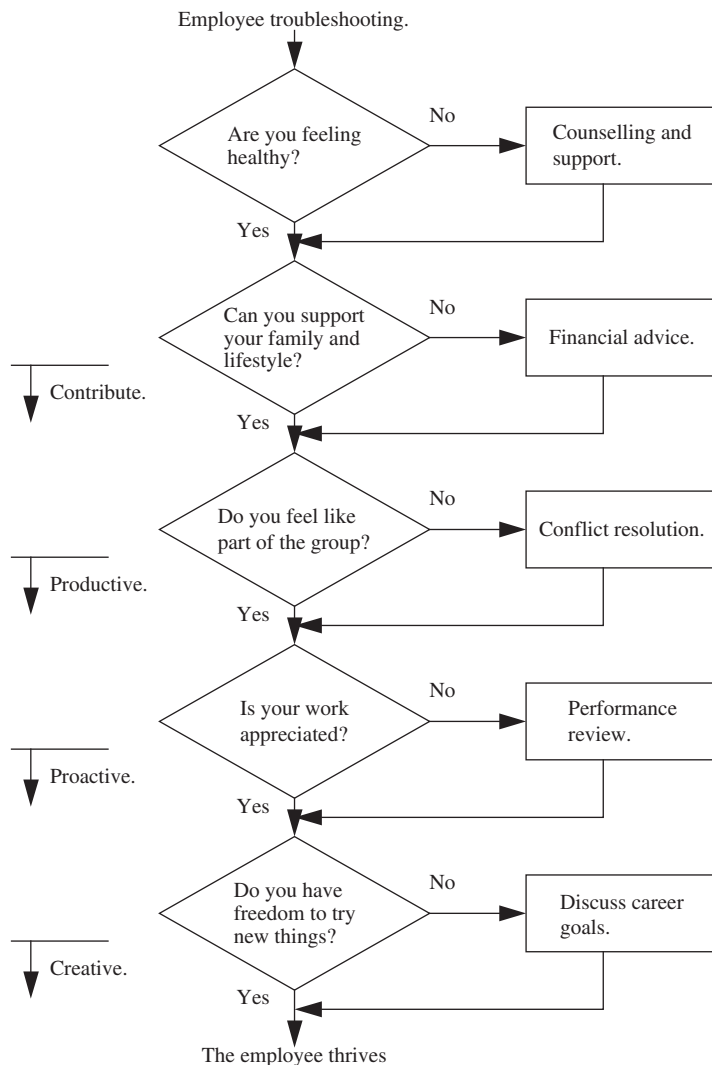 Employee troubleshooting.
Are you feeling
healthy?
No
Counselling and
support.
Yes
Can you support
your family and
lifestyle?
No
Financial advice.
Contribute.
Yes
Do you feel like
part of the group?
No
Conflict resolution.
Productive.
Yes
Is your work
appreciated?
No
Performance
review.
Proactive.
Yes
Do you have
freedom to try
new things?
No
Discuss career
goals.
Creative.
Yes
The employee thrives